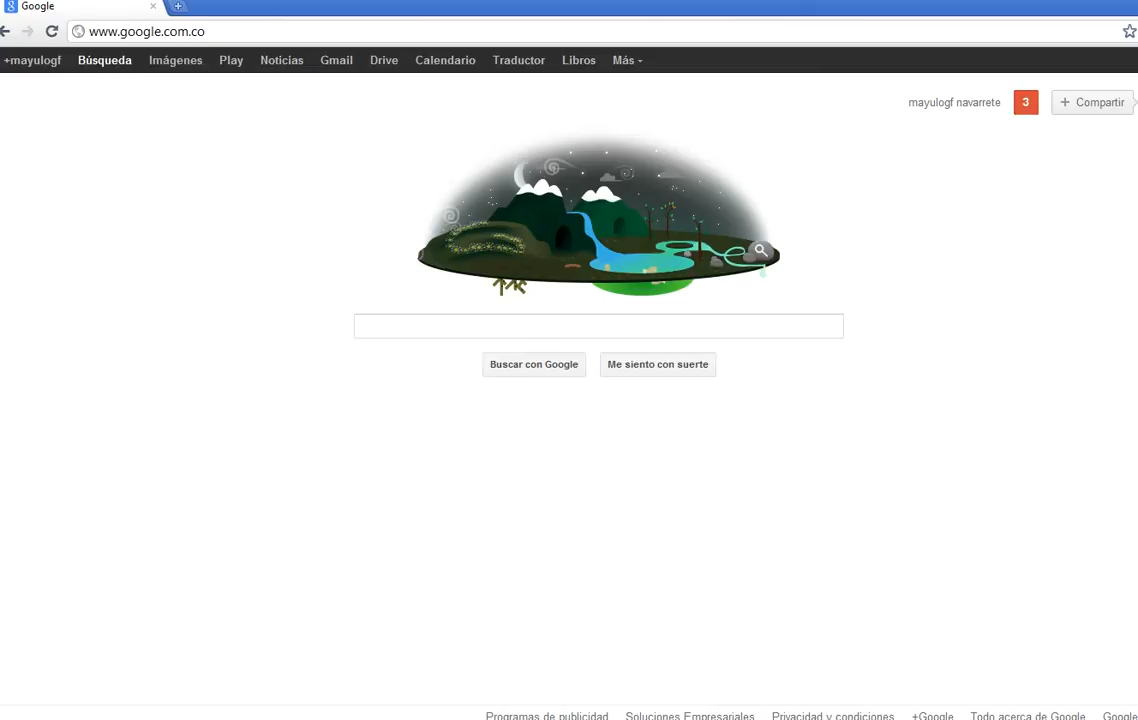 Google
www.google.com.co
+mayulogf Búsqueda Imágenes Play Noticias Gmail Drive Calendario Traductor Libros Más
mayulogf navarrete 3 + Compartir
Buscar con Google Me siento con suerte
Programas de publicidad Soluciones Empresariales Privacidad y condiciones +Google Todo acerca de Google Google